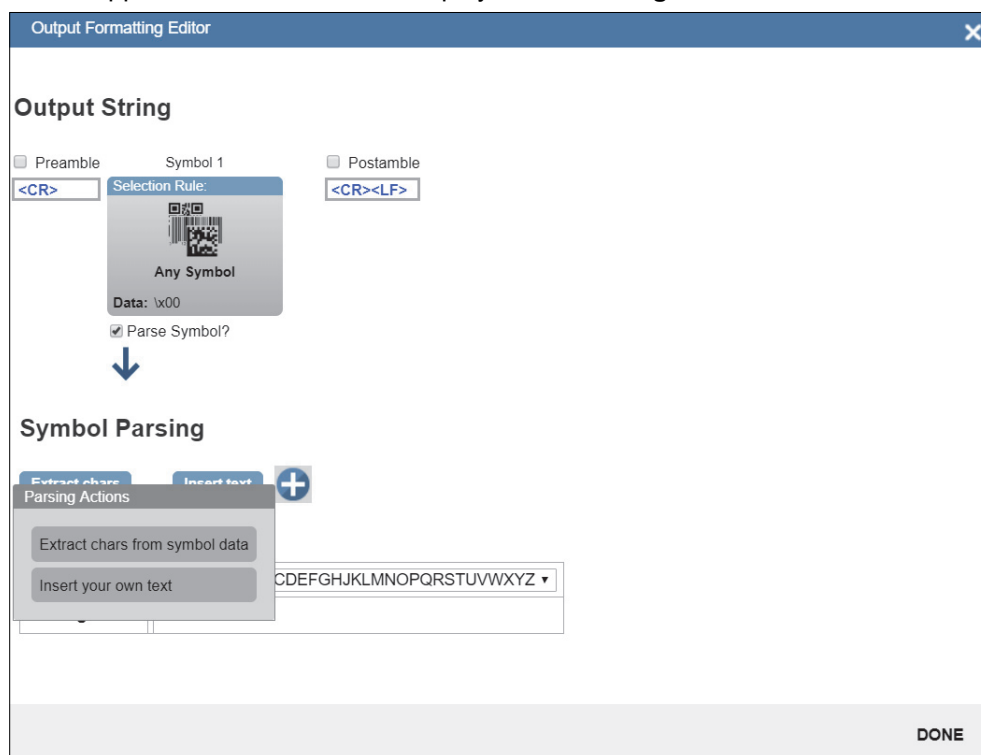 Output Formatting Editor
Output String
Preamble Symbol 1 Postamble
<CR> Selection Rule: <CR><LF>
Any Symbol
Data: \x00
Parse Symbol?
Symbol Parsing
Extract chars Insert text
Parsing Actions
Extract chars from symbol data
CDEFGHJKLMNOPQRSTUVWXYZ
Insert your own text
DONE